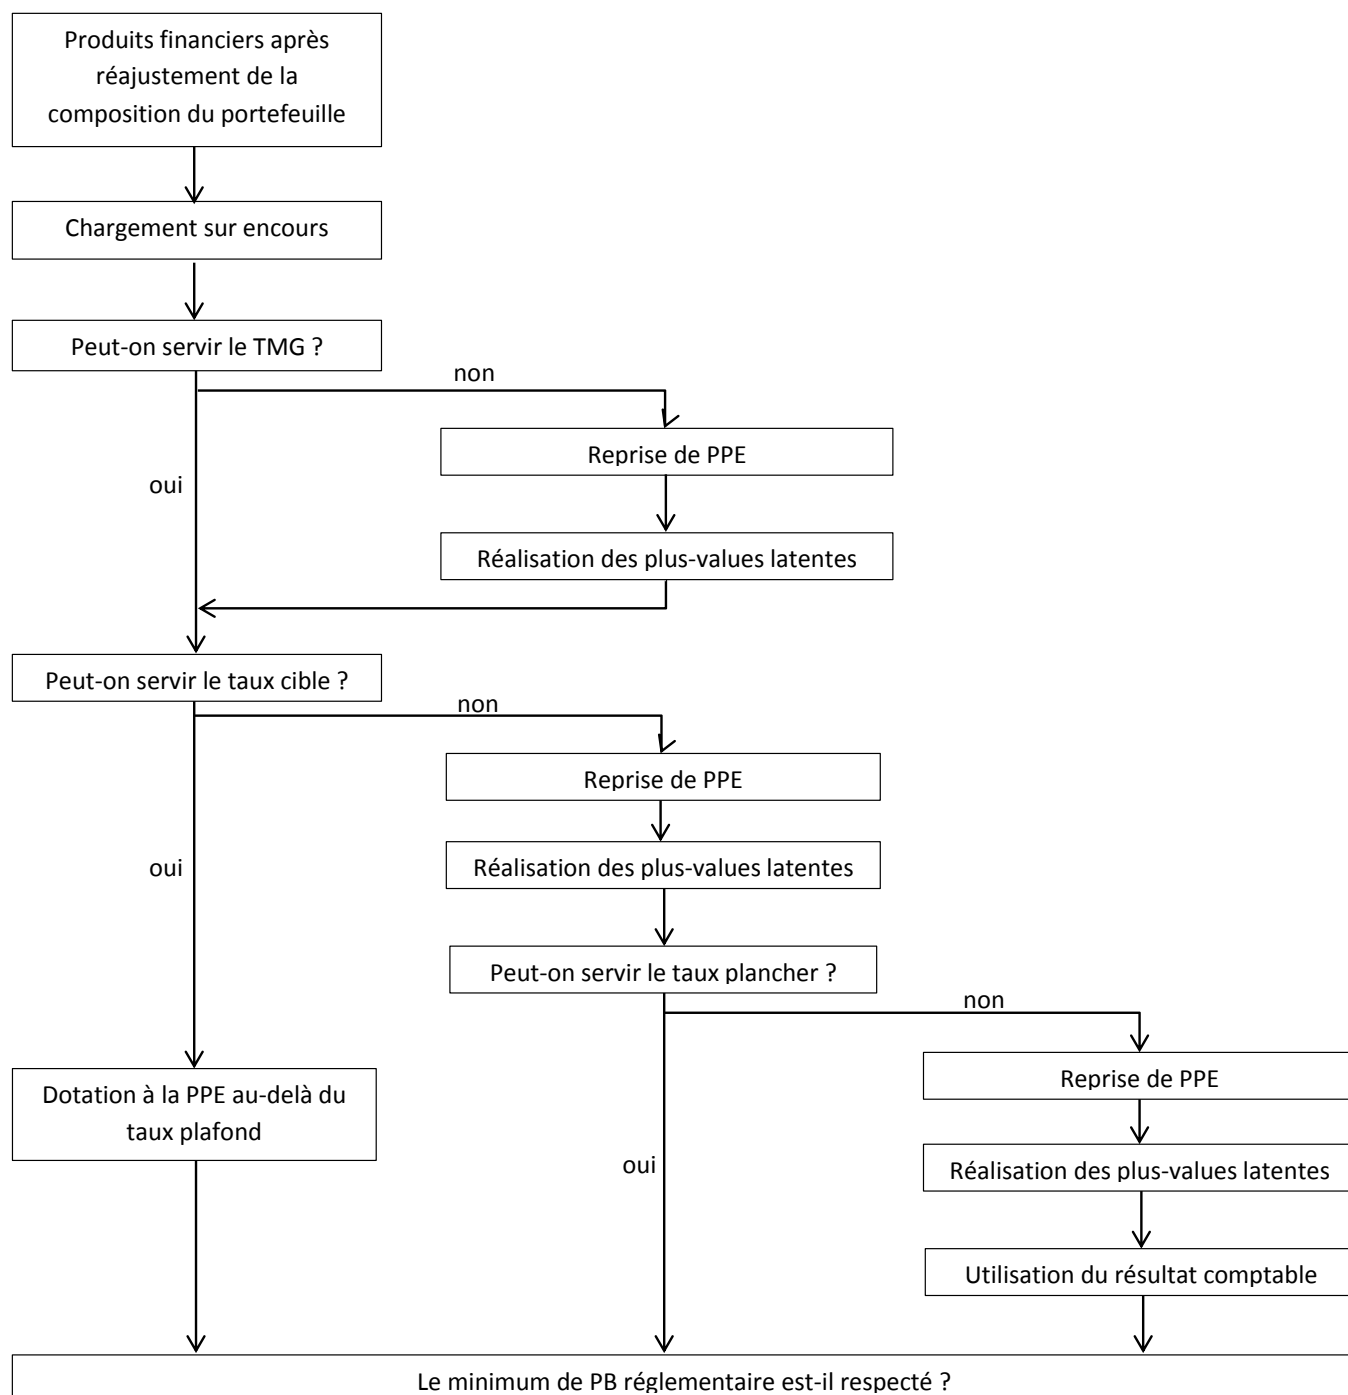 Produits financiers après
réajustement de la
composition du portefeuille
Chargement sur encours
Peut-on servir le TMG ?
non
Reprise de PPE
oui
Réalisation des plus-values latentes
Peut-on servir le taux cible ?
non
Reprise de PPE
oui
Réalisation des plus-values latentes
Peut-on servir le taux plancher ?
non
Reprise de PPE
Dotation à la PPE au-delà du
taux plafond
oui
Réalisation des plus-values latentes
Utilisation du résultat comptable
Le minimum de PB réglementaire est-il respecté ?